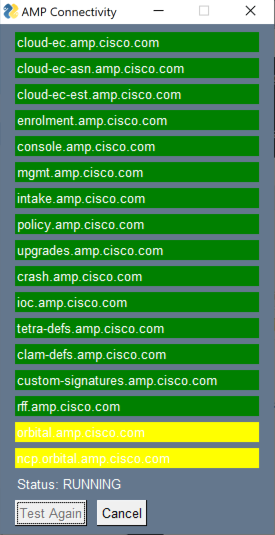 AMP Connectivity
cloud-ec.amp.cisco.com
cloud-ec-asn.amp.cisco.com
cloud-ec-est.amp.cisco.com
enrolment.amp.cisco.com
console.amp.cisco.com
mgmt.amp.cisco.com
intake.amp.cisco.com
policy.amp.cisco.com
upgrades.amp.cisco.com
crash.amp.cisco.com
ioc.amp.cisco.com
tetra-defs.amp.cisco.com
clam-defs.amp.cisco.com
custom-signatures.amp.cisco.com
rff.amp.cisco.com
orbital.amp.cisco.com
ncp.orbital.amp.cisco.com
Status: RUNNING
Test Again Cancel